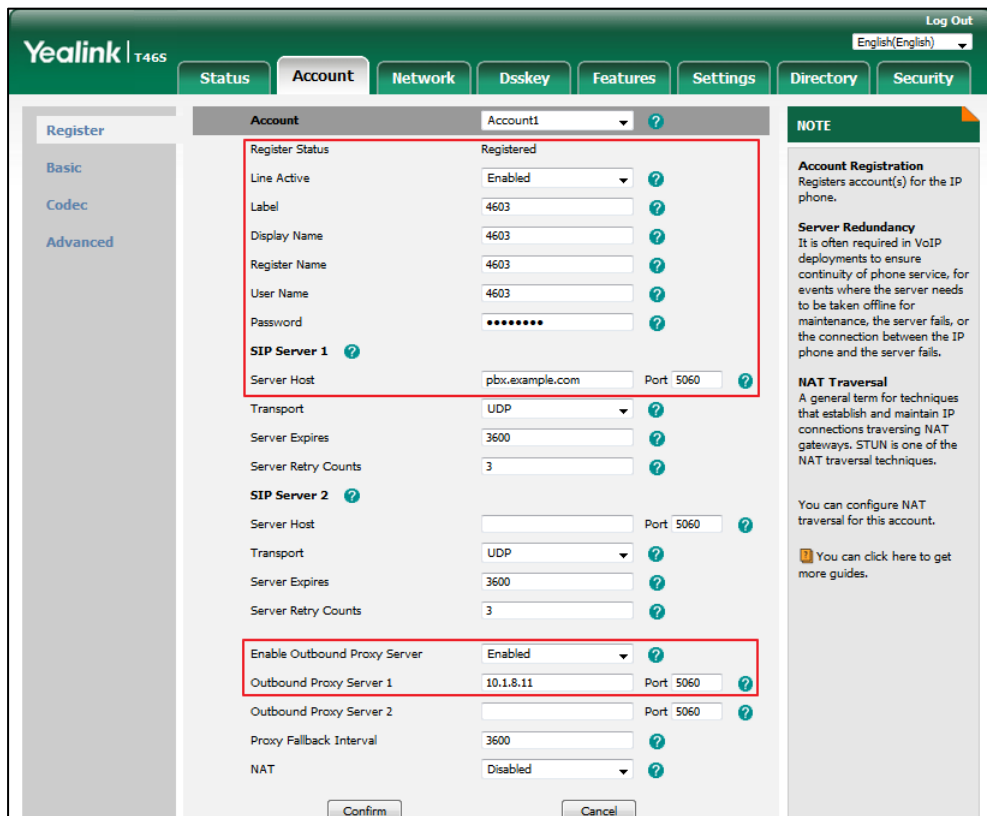 Log Out
Yealink | T46S
English(English)
Status Account Network Dsskey Features Settings Directory Security
Register
Basic
Codec
Advanced
Account Account1
Register Status Registered
Line Active Enabled
Label 4603
Display Name 4603
Register Name 4603
User Name 4603
Password ••••••••
SIP Server 1
Server Host pbx.example.com Port 5060
Transport UDP
Server Expires 3600
Server Retry Counts 3
SIP Server 2
Server Host Port 5060
Transport UDP
Server Expires 3600
Server Retry Counts 3
Enable Outbound Proxy Server Enabled
Outbound Proxy Server 1 10.1.8.11 Port 5060
Outbound Proxy Server 2 Port 5060
Proxy Fallback Interval 3600
NAT Disabled
Confirm Cancel
NOTE
Account Registration
Registers account(s) for the IP
phone.
Server Redundancy
It is often required in VoIP
deployments to ensure
continuity of phone service, for
events where the server needs
to be taken offline for
maintenance, the server fails, or
the connection between the IP
phone and the server fails.
NAT Traversal
A general term for techniques
that establish and maintain IP
connections traversing NAT
gateways. STUN is one of the
NAT traversal techniques.
You can configure NAT
traversal for this account.
You can click here to get
more guides.